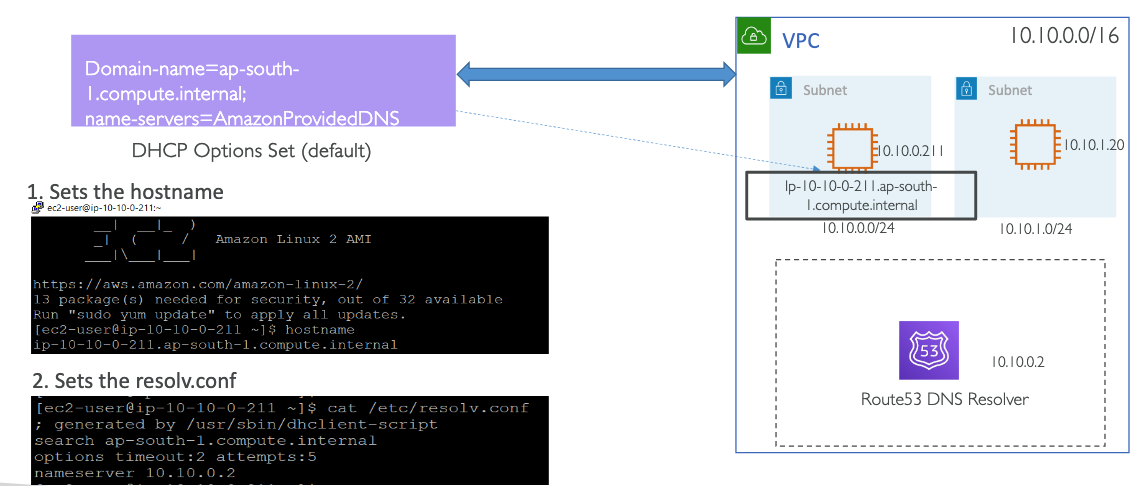 Domain-name=ap-south-
1.compute.internal;
name-servers=AmazonProvidedDNS
DHCP Options Set (default)
1. Sets the hostname
ec2-user@ip-10-10-0-211:~
Amazon Linux 2 AMI
https://aws.amazon.com/amazon-linux-2/
13 package(s) needed for security, out of 32 available
Run "sudo yum update" to apply all updates.
[ec2-user@ip-10-10-0-211 ~]$ hostname
ip-10-10-0-211.ap-south-1.compute.internal
2. Sets the resolv.conf
[ec2-user@ip-10-10-0-211 ~]$ cat /etc/resolv.conf
; generated by /usr/sbin/dhclient-script
search ap-south-1.compute.internal
options timeout:2 attempts:5
nameserver 10.10.0.2
VPC
10.10.0.0/16
Subnet
10.10.0.211
Ip-10-10-0-211.ap-south-
1.compute.internal
10.10.0.0/24
Subnet
10.10.1.20
10.10.1.0/24
53
10.10.0.2
Route53 DNS Resolver